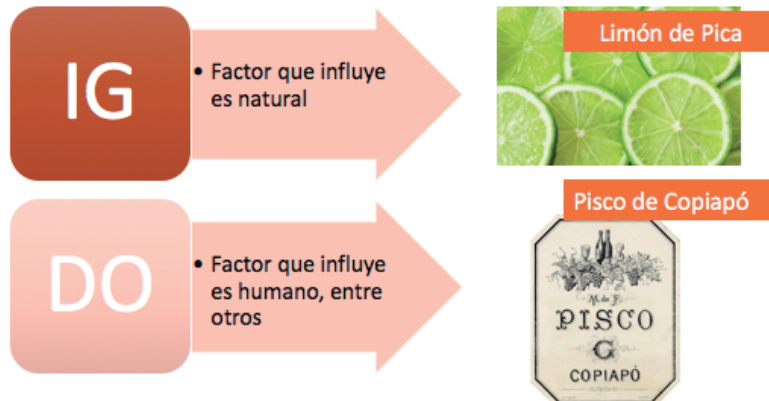 IG
• Factor que influye
es natural
Limón de Pica
DO
• Factor que influye
es humano, entre
otros
Pisco de Copiapó
M. de F.
PISCO
G
COPIAPÓ